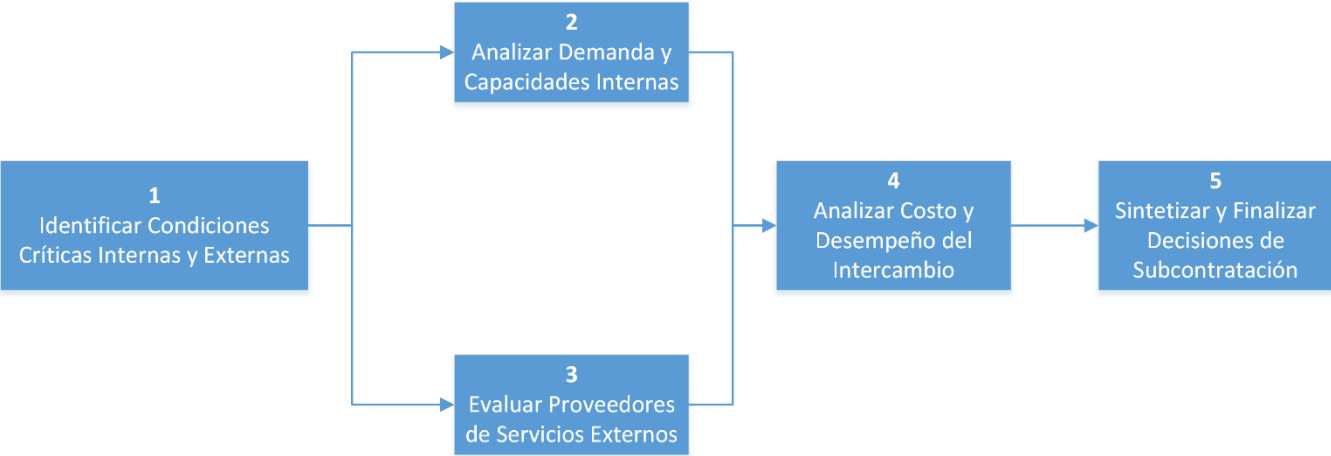 1
Identificar Condiciones
Críticas Internas y Externas
2
Analizar Demanda y
Capacidades Internas
3
Evaluar Proveedores
de Servicios Externos
4
Analizar Costo y
Desempeño del
Intercambio
5
Sintetizar y Finalizar
Decisiones de
Subcontratación